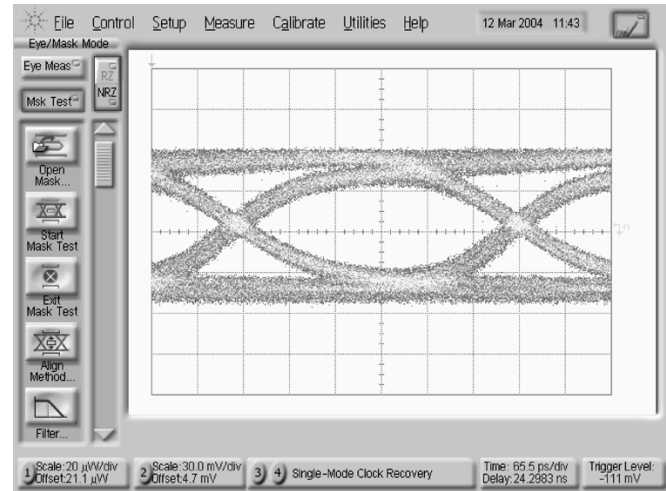 File Control Setup Measure Calibrate Utilities Help 12 Mar 2004 11:43
Eye/Mask Mode
Eye Meas
RZ
NRZ
Msk Test
Open
Mask...
Start
Mask Test
Exit
Mask Test
Align
Method...
Filter...
1 Scale:20 µW/div
Offset:21.1 µW
2 Scale:30.0 mV/div
Offset:4.7 mV
3 4 Single-Mode Clock Recovery
Time: 65.5 ps/div
Delay:24.2983 ns
Trigger Level:
-111 mV